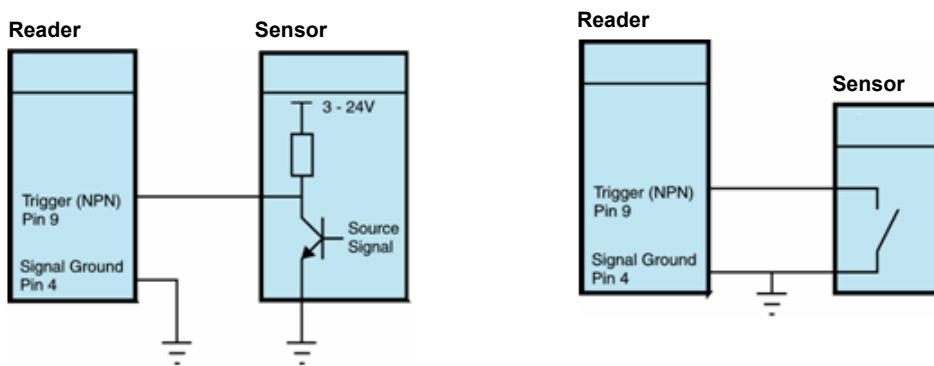 Reader
Sensor
3 - 24V
Trigger (NPN)
Pin 9
Source
Signal
Signal Ground
Pin 4
Reader
Sensor
Trigger (NPN)
Pin 9
Signal Ground
Pin 4